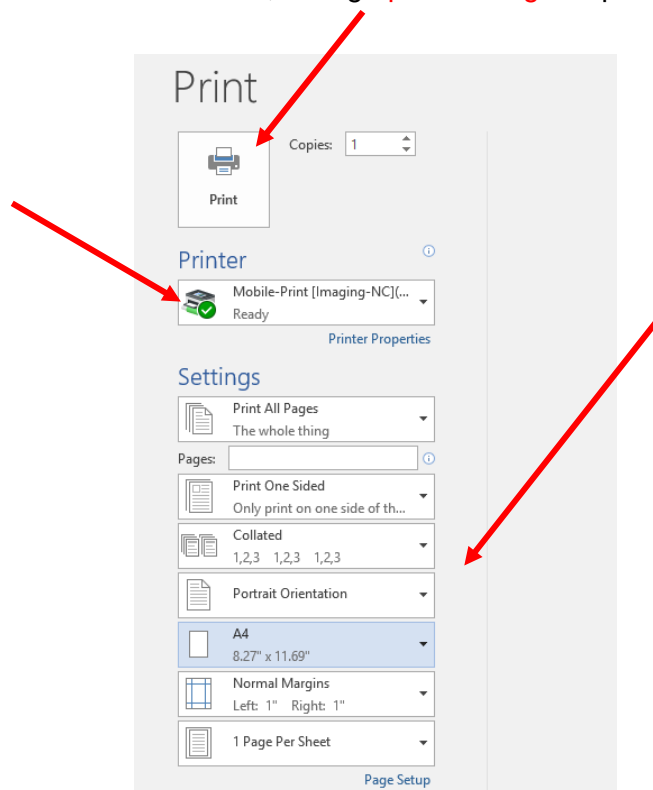 Print
Copies: 1
Print
Printer
Mobile-Print [Imaging-NC](...
Ready
Printer Properties
Settings
Print All Pages
The whole thing
Pages:
Print One Sided
Only print on one side of th...
Collated
1,2,3 1,2,3 1,2,3
Portrait Orientation
A4
8.27" x 11.69"
Normal Margins
Left: 1" Right: 1"
1 Page Per Sheet
Page Setup